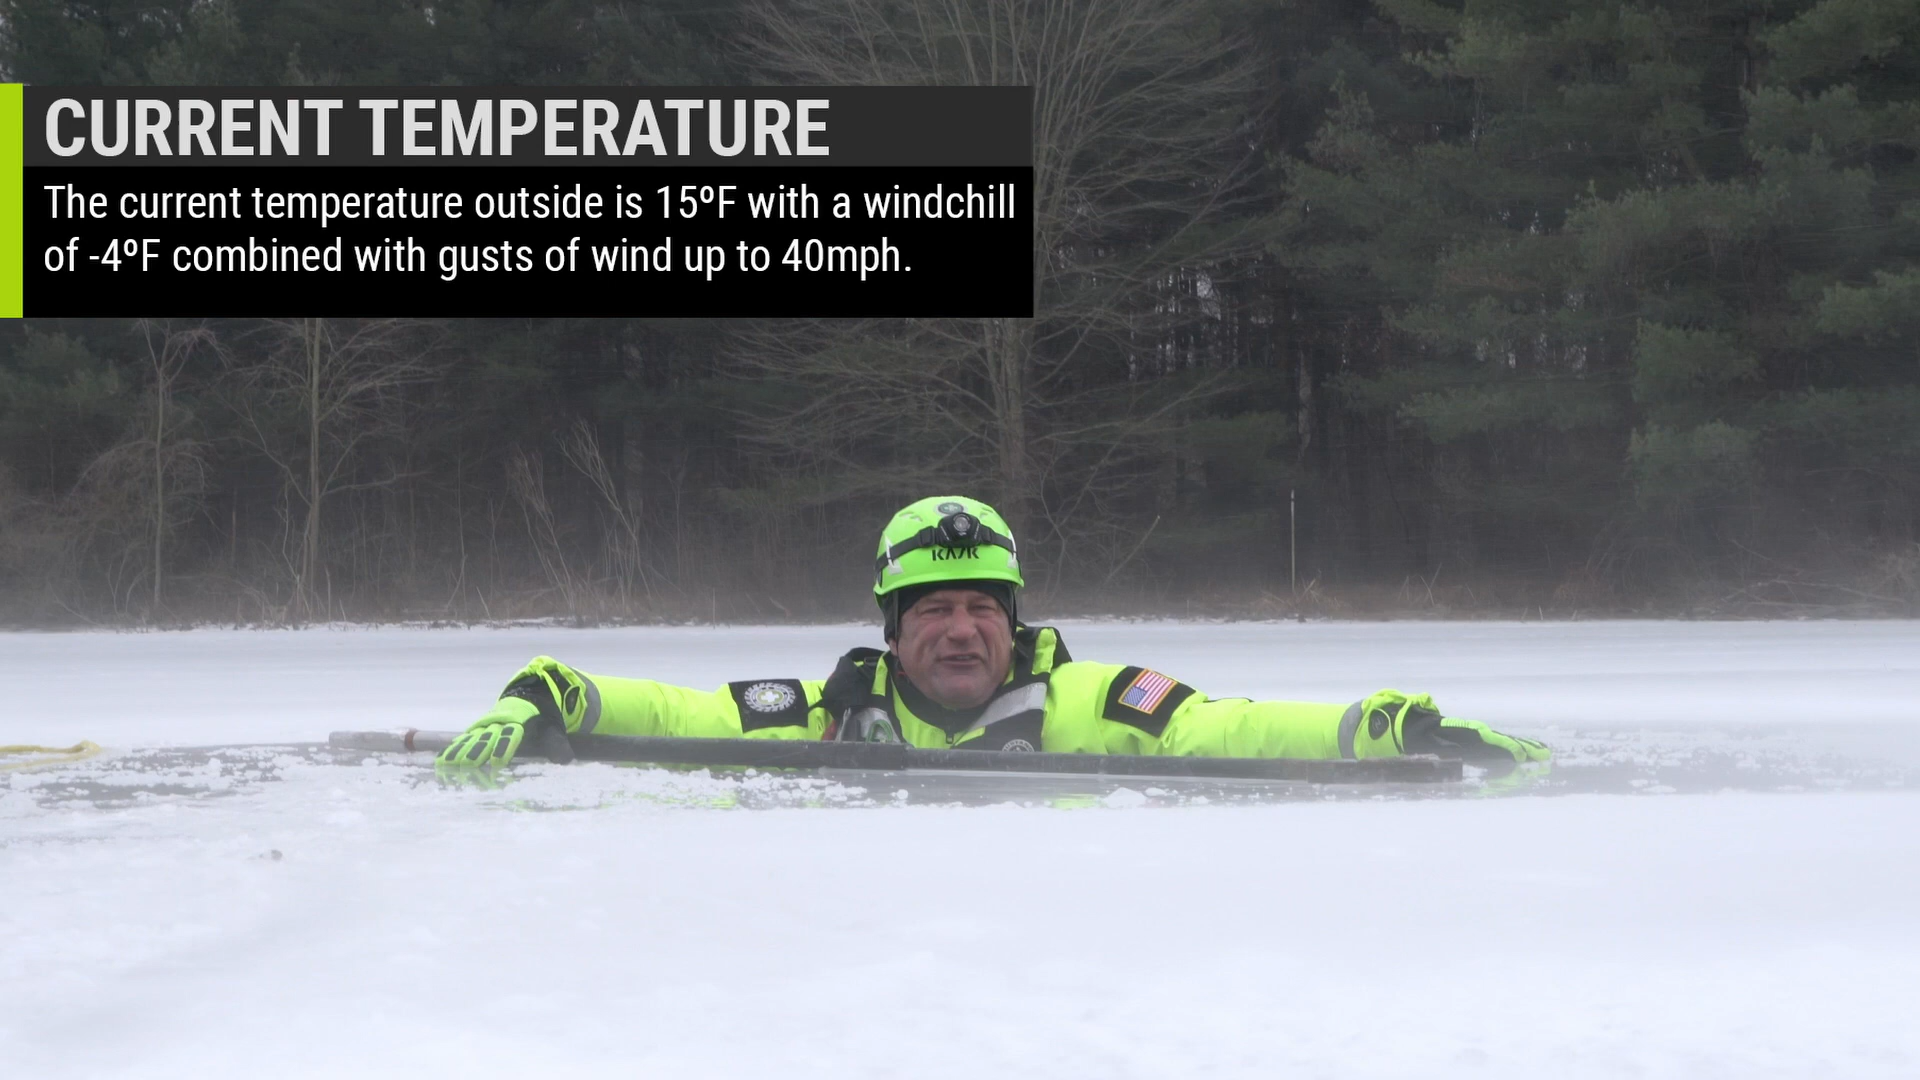 CURRENT TEMPERATURE
The current temperature outside is 15ºF with a windchill
of -4ºF combined with gusts of wind up to 40mph.
KASK